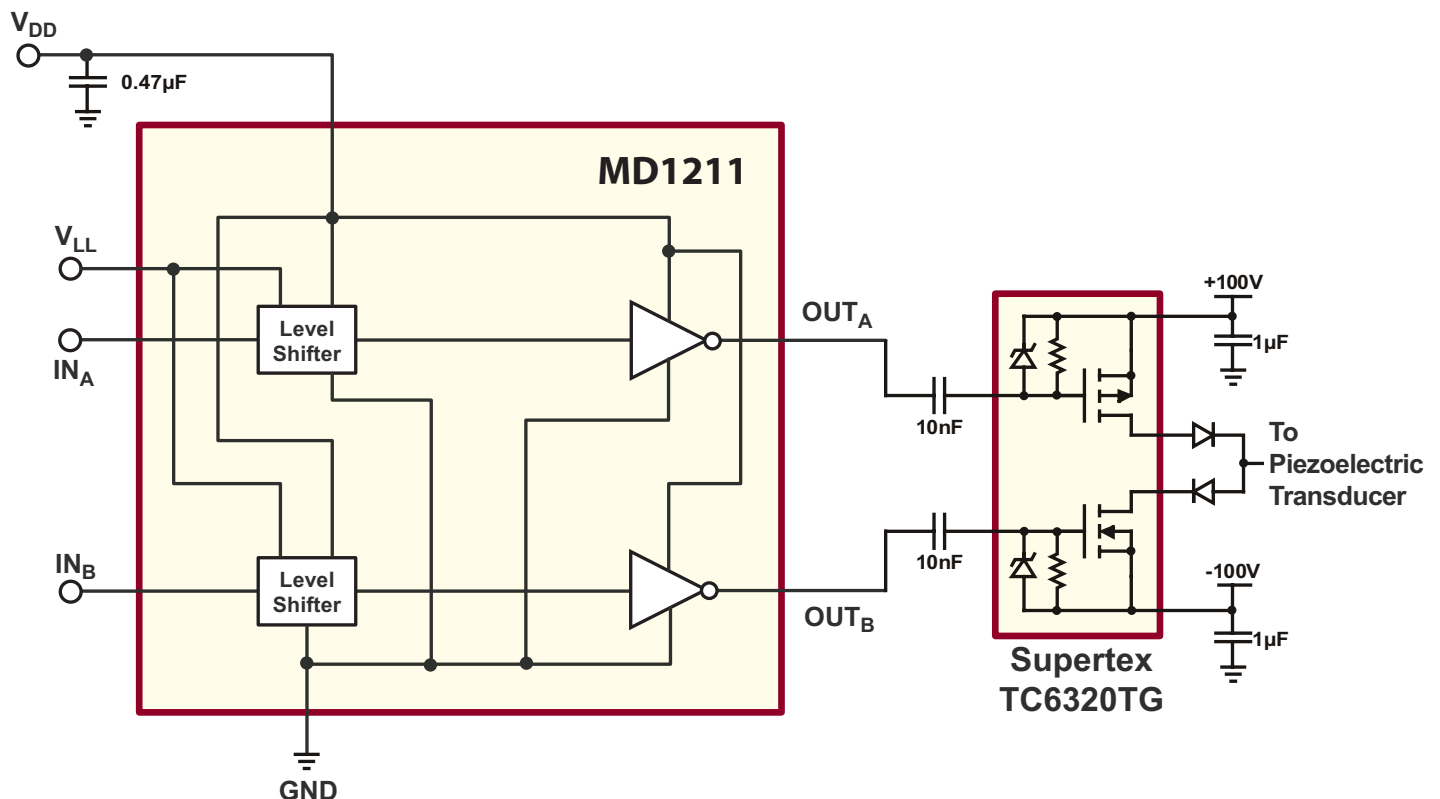 VDD
0.47µF
MD1211
VLL
INA
Level
Shifter
OUTA
10nF
+100V
1µF
To
Piezoelectric
Transducer
INB
Level
Shifter
OUTB
10nF
-100V
1µF
Supertex
TC6320TG
GND